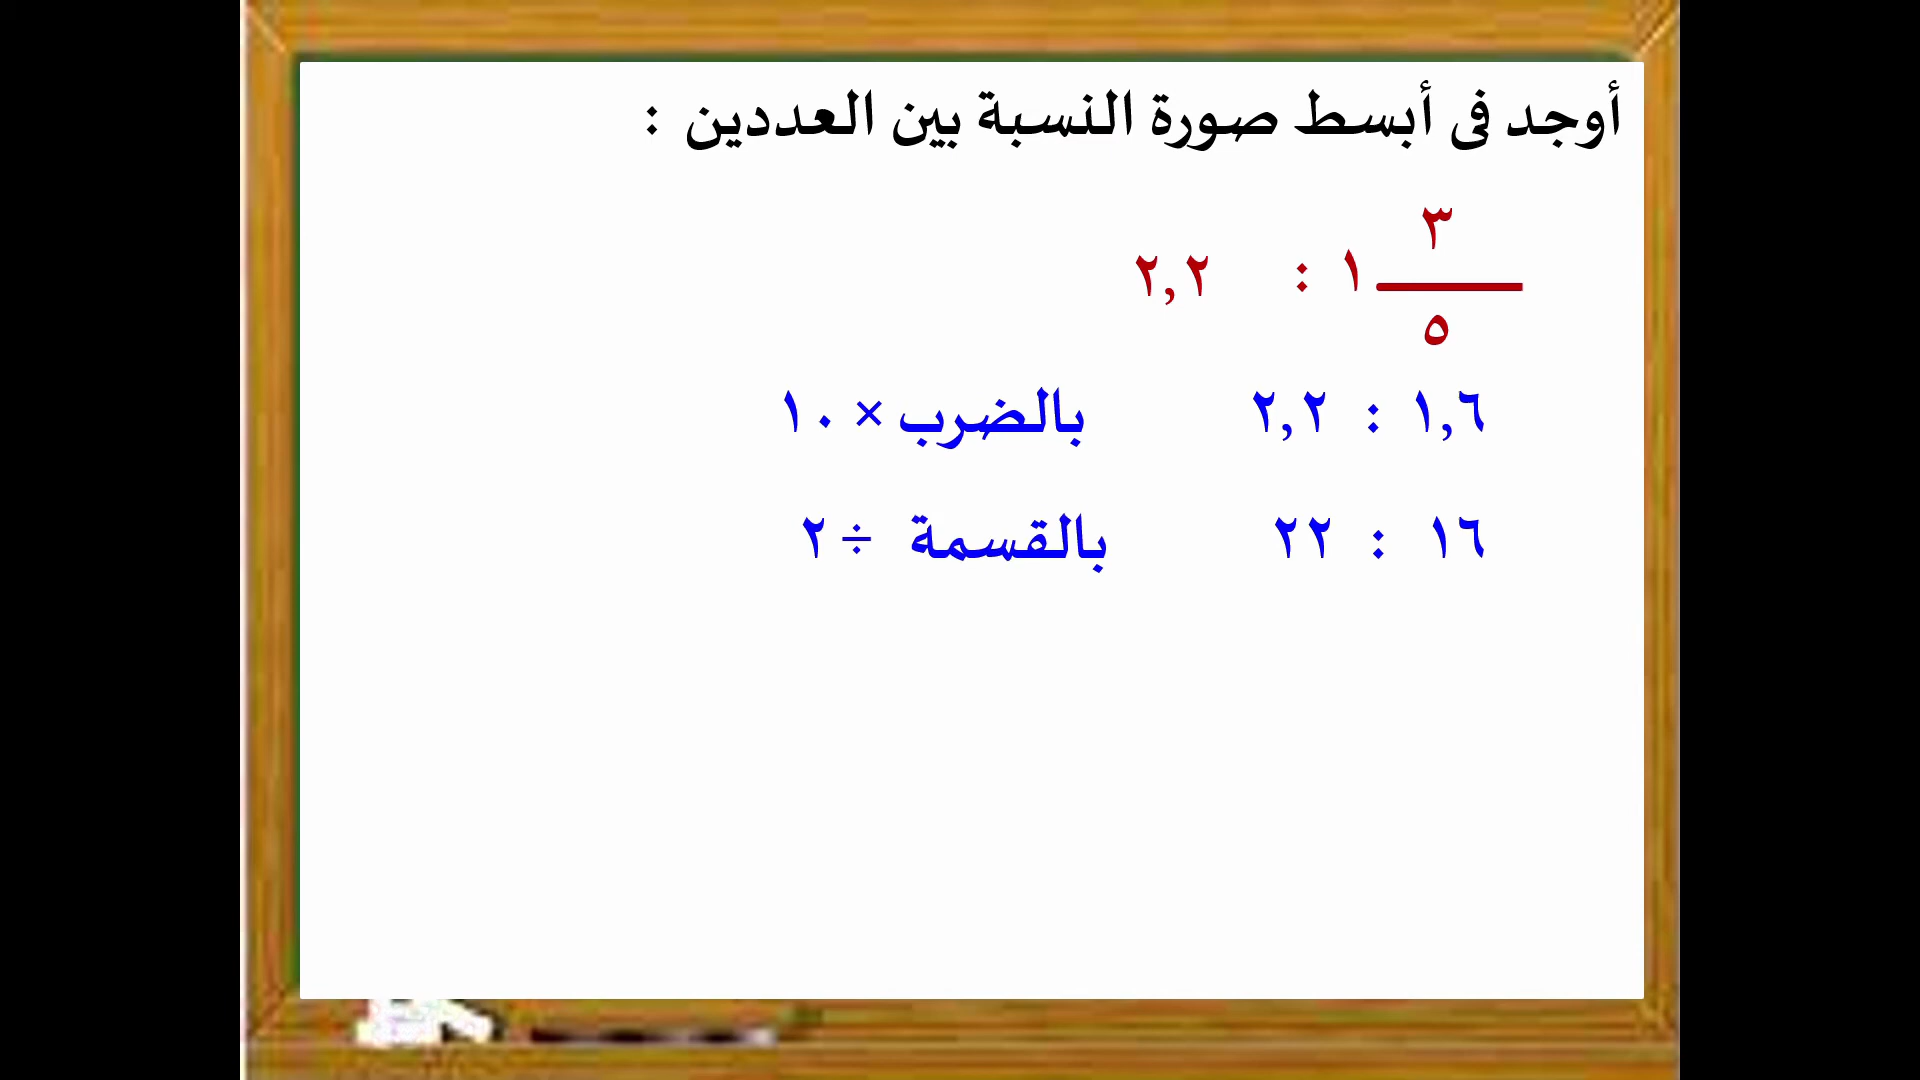 أوجد فى أبسط صورة النسبة بين العددين :
٣
١ : ٢,٢
٥
١,٦ : ٢,٢ بالضرب × ١٠
١٦ : ٢٢ بالقسمة ÷ ٢